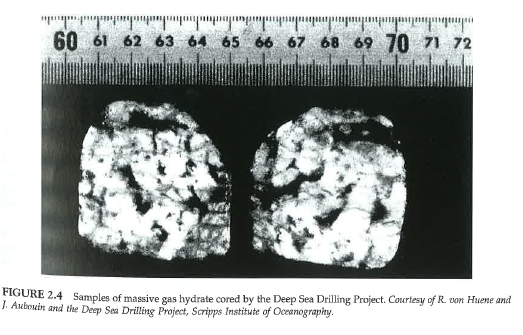 60 61 62 63 64 65 66 67 68 69 70 71 72
FIGURE 2.4 Samples of massive gas hydrate cored by the Deep Sea Drilling Project. Courtesy of R. von Huene and
J. Aubouin and the Deep Sea Drilling Project, Scripps Institute of Oceanography.